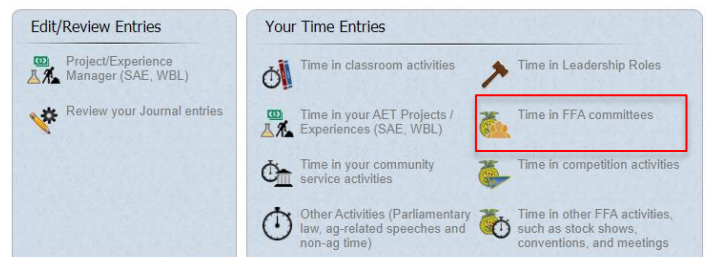 Edit/Review Entries
Project/Experience
Manager (SAE, WBL)
Review your Journal entries
Your Time Entries
Time in classroom activities
Time in Leadership Roles
Time in your AET Projects /
Experiences (SAE, WBL)
Time in FFA committees
Time in your community
service activities
Time in competition activities
Other Activities (Parliamentary
law, ag-related speeches and
non-ag time)
Time in other FFA activities,
such as stock shows,
conventions, and meetings